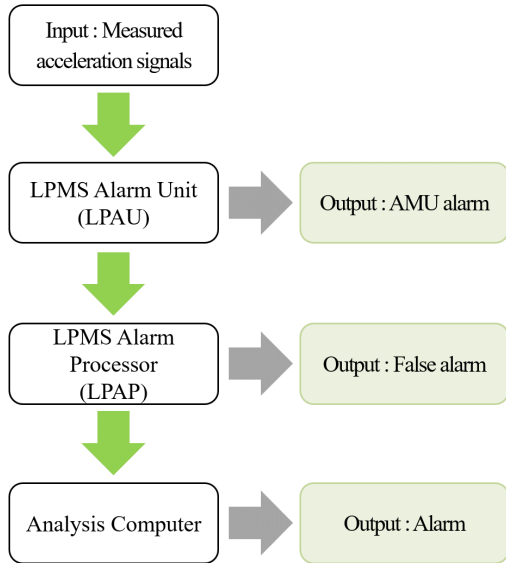 Input : Measured
acceleration signals
LPMS Alarm Unit
(LPAU)
Output : AMU alarm
LPMS Alarm
Processor
(LPAP)
Output : False alarm
Analysis Computer
Output : Alarm